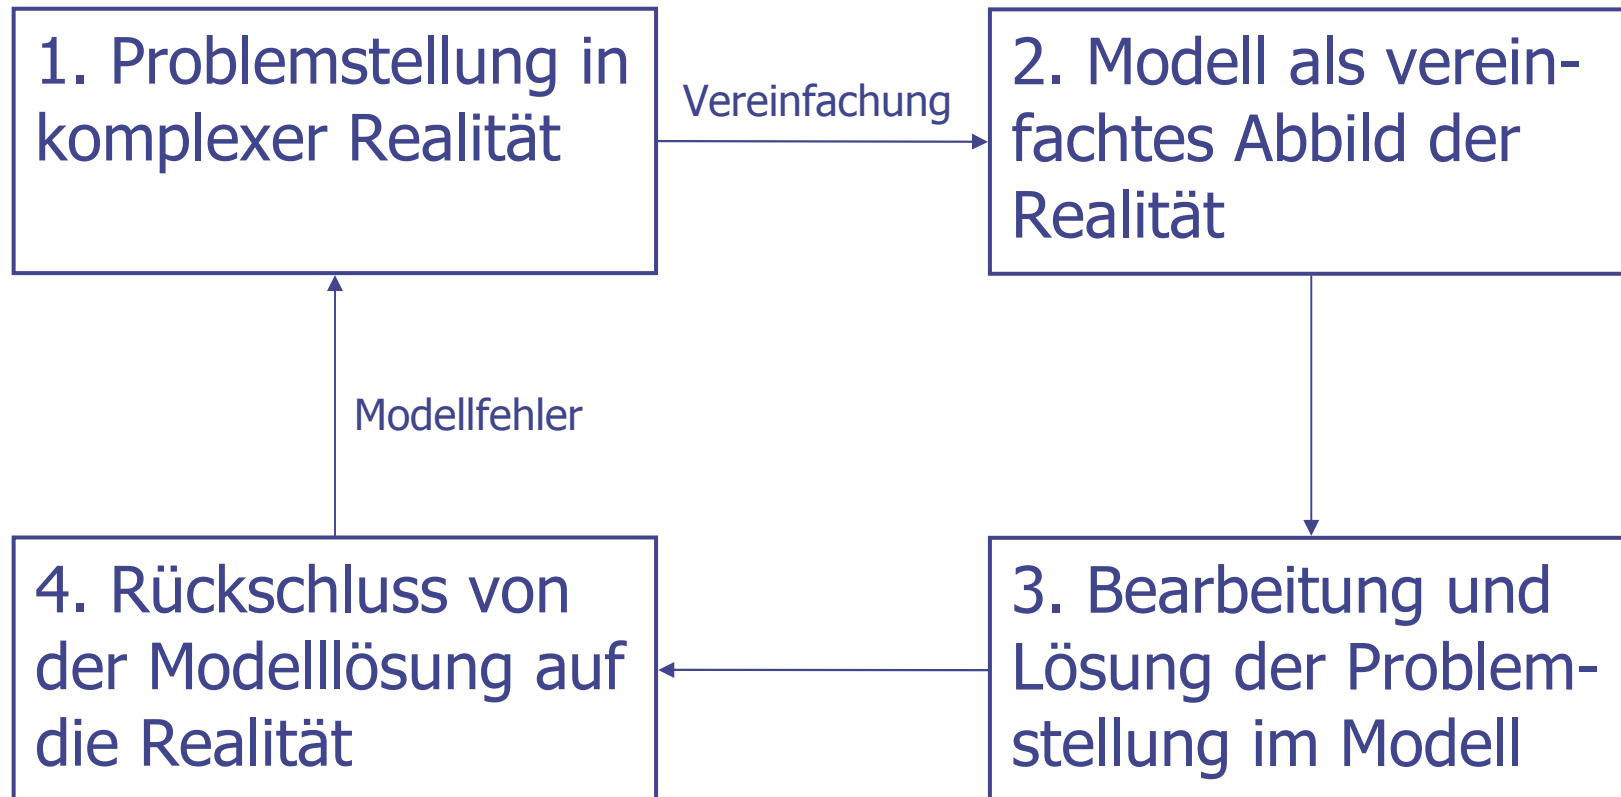 1. Problemstellung in
komplexer Realität
Vereinfachung
2. Modell als verein-
fachtes Abbild der
Realität
Modellfehler
4. Rückschluss von
der Modelllösung auf
die Realität
3. Bearbeitung und
Lösung der Problem-
stellung im Modell